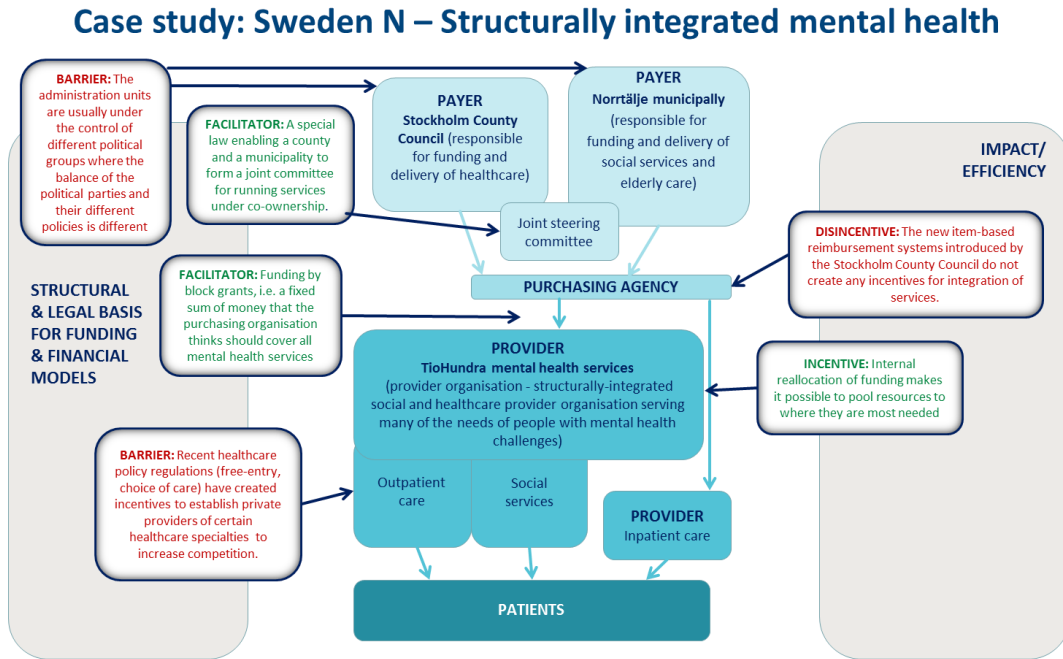 Case study: Sweden N – Structurally integrated mental health
BARRIER: The
administration units
are usually under
the control of
different political
groups where the
balance of the
political parties and
their different
policies is different
FACILITATOR: A special
law enabling a county
and a municipality to
form a joint committee
for running services
under co-ownership.
PAYER
Stockholm County
Council (responsible
for funding and
delivery of healthcare)
PAYER
Norrtälje municipally
(responsible for
funding and delivery of
social services and
elderly care)
IMPACT/
EFFICIENCY
Joint steering
committee
DISINCENTIVE: The new item-based
reimbursement systems introduced by
the Stockholm County Council do not
create any incentives for integration of
services.
STRUCTURAL
& LEGAL BASIS
FOR FUNDING
& FINANCIAL
MODELS
FACILITATOR: Funding by
block grants, i.e. a fixed
sum of money that the
purchasing organisation
thinks should cover all
mental health services
PURCHASING AGENCY
PROVIDER
TioHundra mental health services
(provider organisation - structurally-integrated
social and healthcare provider organisation serving
many of the needs of people with mental health
challenges)
INCENTIVE: Internal
reallocation of funding makes
it possible to pool resources to
where they are most needed
BARRIER: Recent healthcare
policy regulations (free-entry,
choice of care) have created
incentives to establish private
providers of certain
healthcare specialties to
increase competition.
Outpatient
care
Social
services
PROVIDER
Inpatient care
PATIENTS